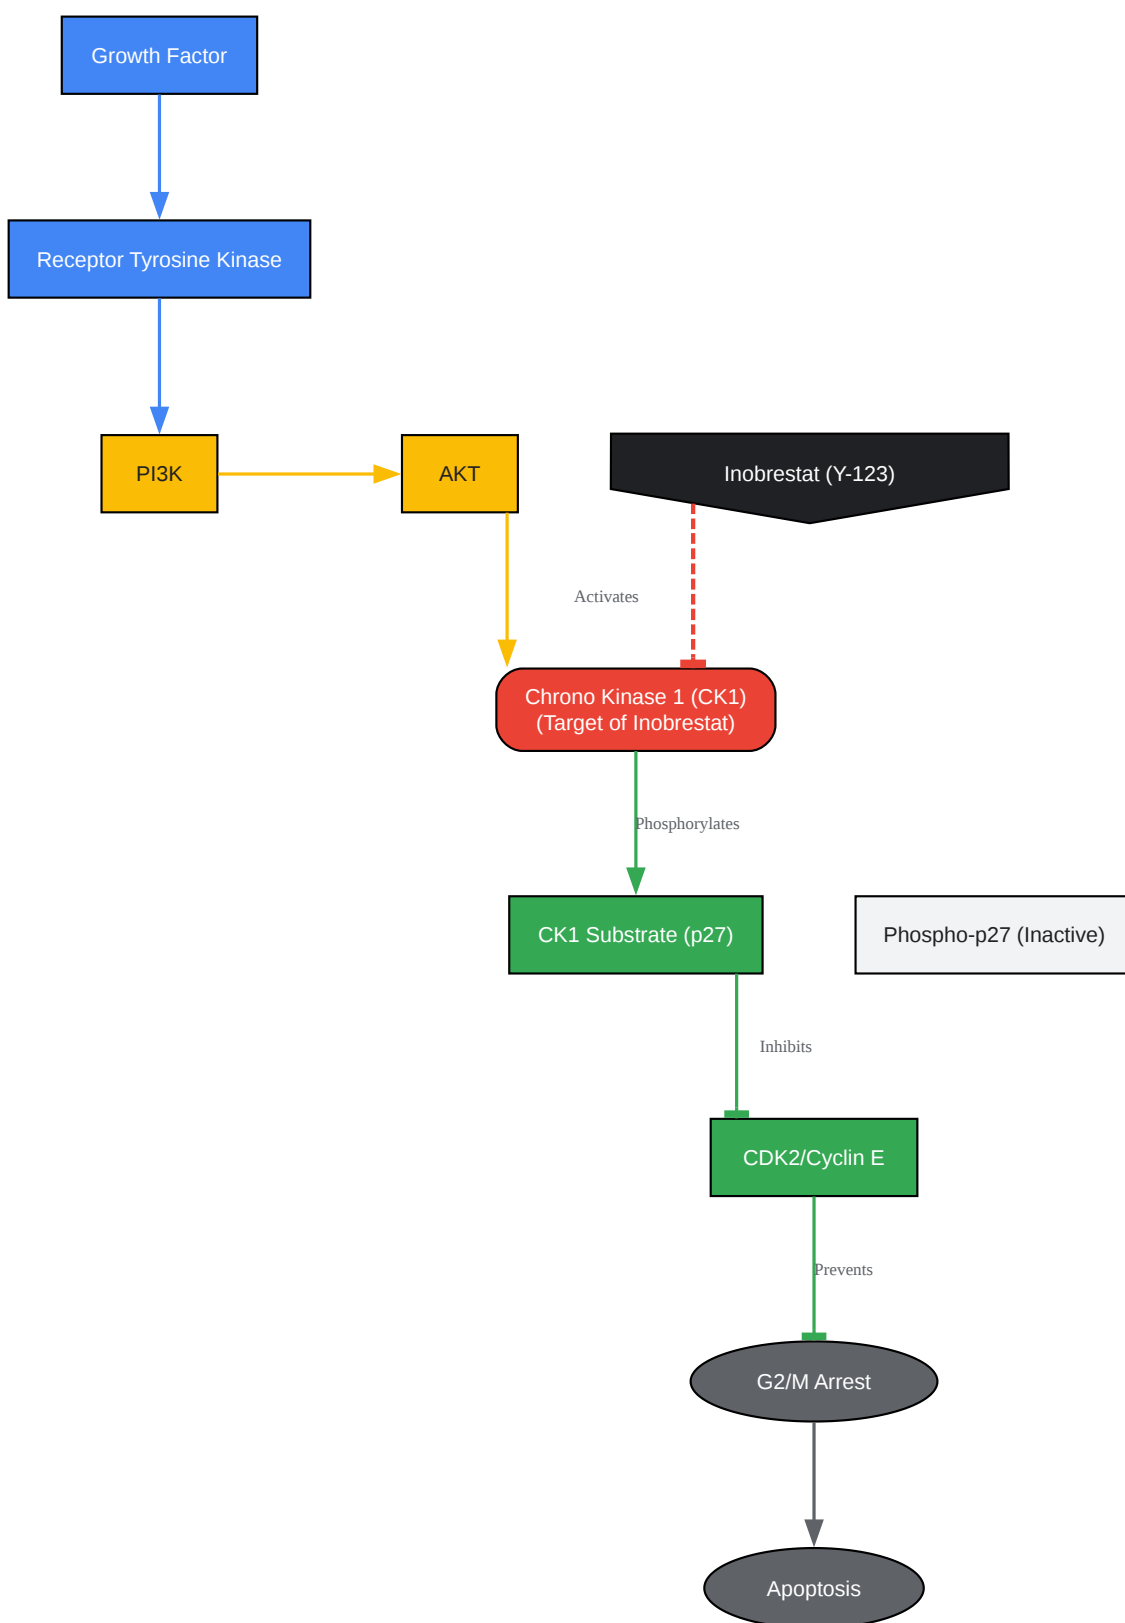 Growth Factor
Receptor Tyrosine Kinase
PI3K
AKT
Inobrestat (Y-123)
Activates
Chrono Kinase 1 (CK1)
(Target of Inobrestat)
Phosphorylates
CK1 Substrate (p27)
Phospho-p27 (Inactive)
Inhibits
CDK2/Cyclin E
Prevents
G2/M Arrest
Apoptosis